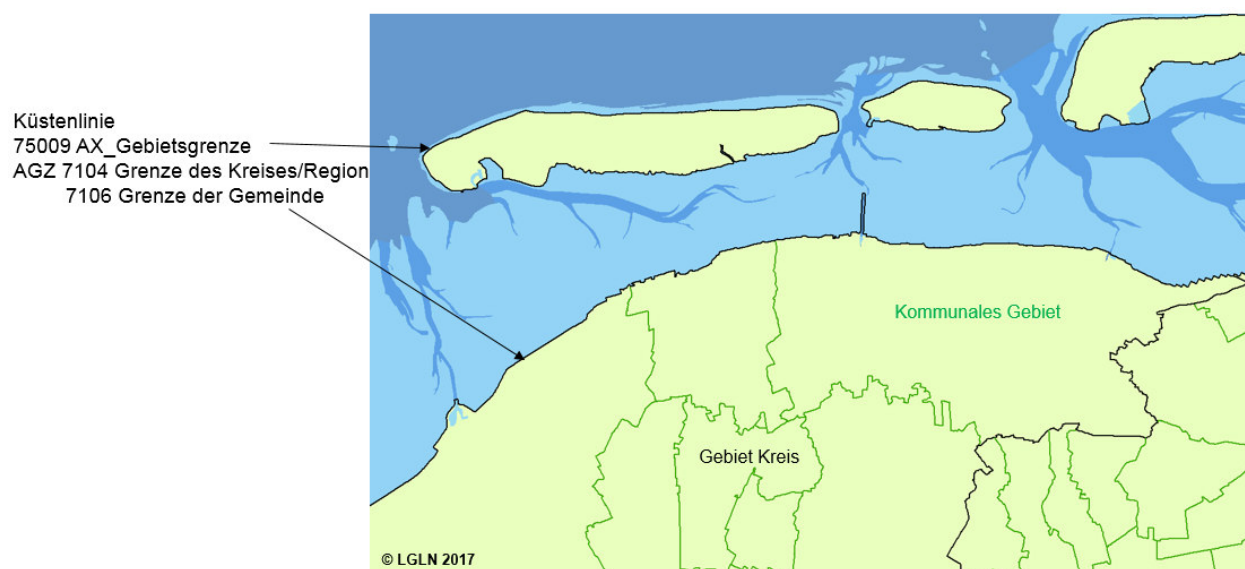 Küstenlinie
75009 AX_Gebietsgrenze
AGZ 7104 Grenze des Kreises/Region
7106 Grenze der Gemeinde
Kommunales Gebiet
Gebiet Kreis
© LGLN 2017